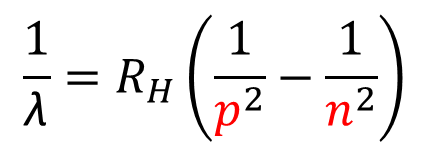 1/λ = R_H (1/p² − 1/n²)